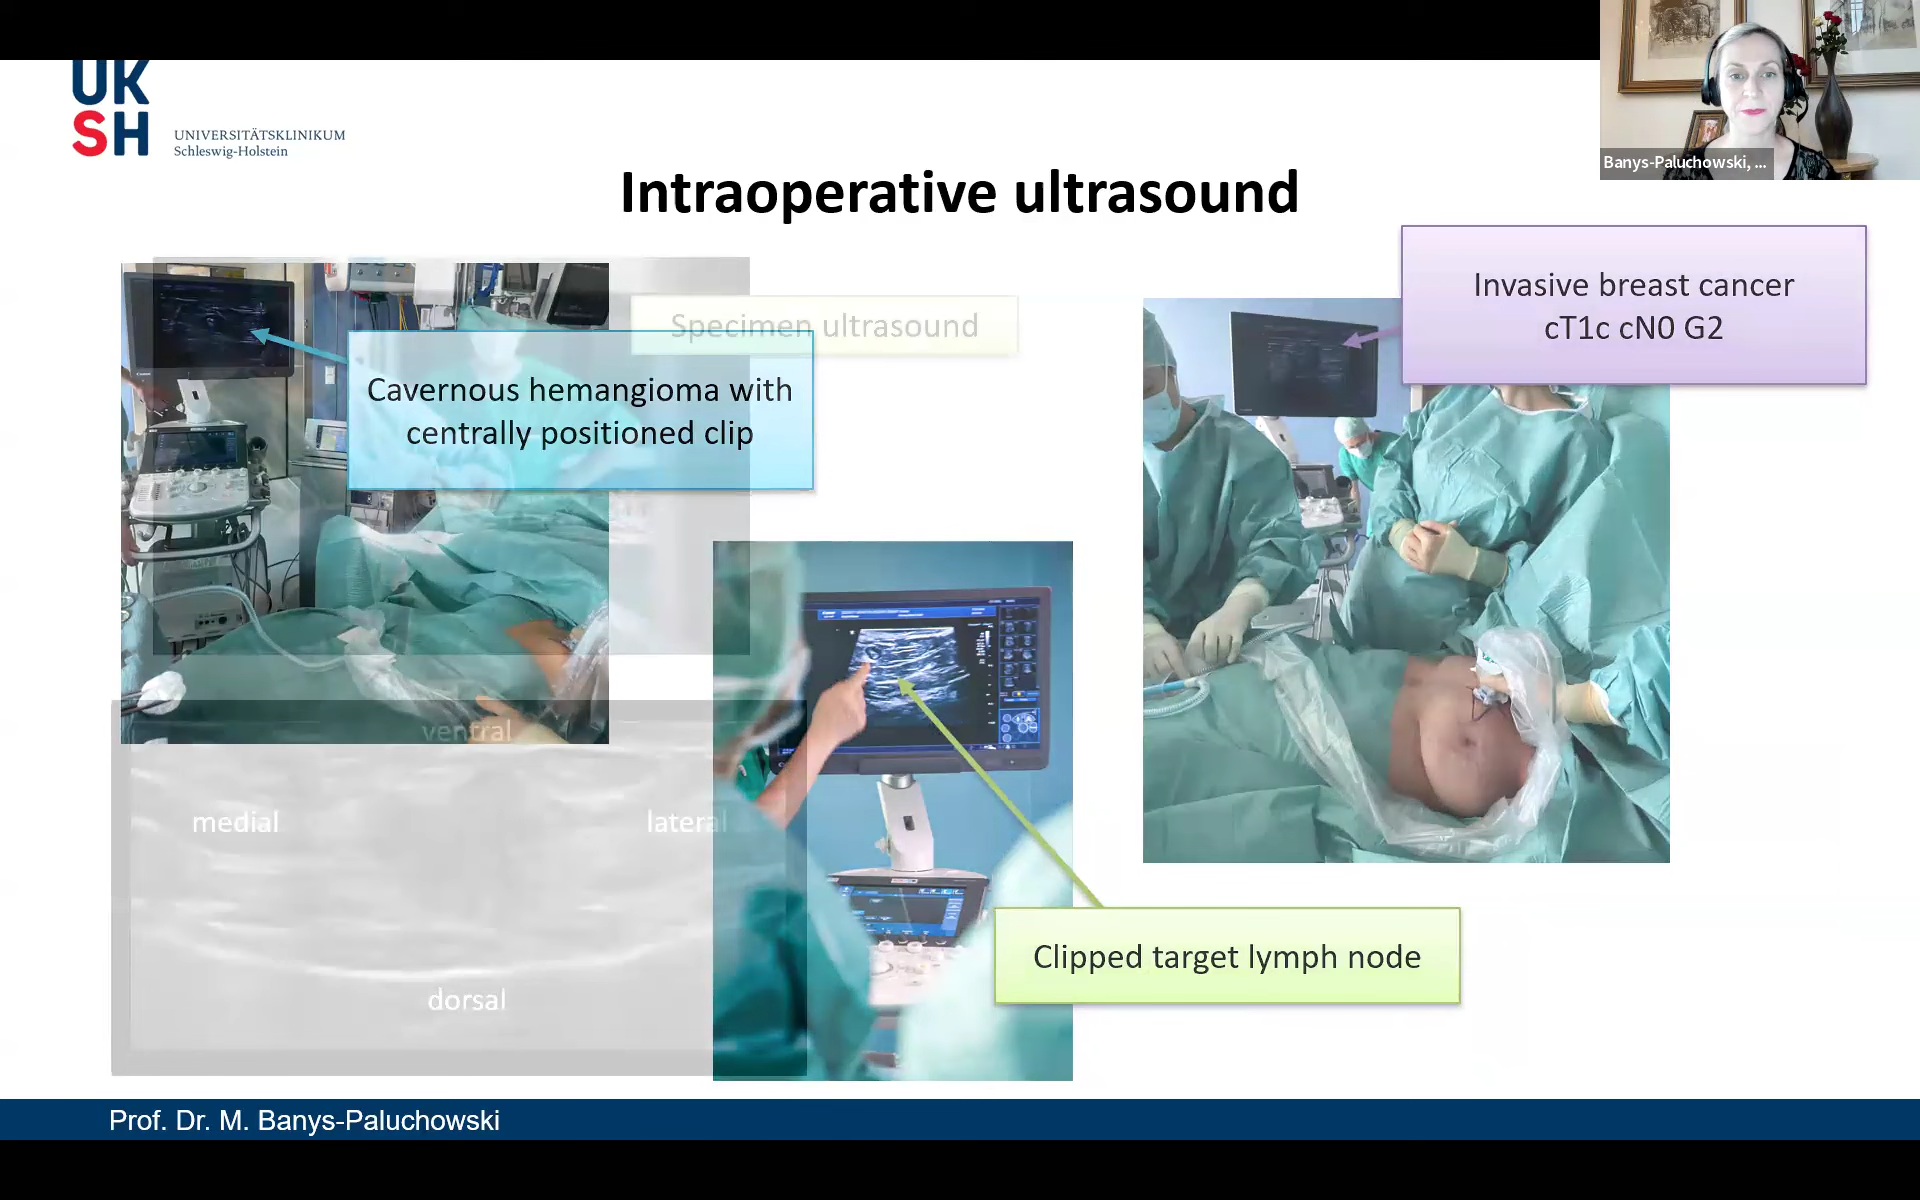 UK
SH
UNIVERSITÄTSKLINIKUM
Schleswig-Holstein
Banys-Paluchowski, ...
Intraoperative ultrasound
Invasive breast cancer
cT1c cN0 G2
Specimen ultrasound
Cavernous hemangioma with
centrally positioned clip
ventral
medial
lateral
dorsal
Clipped target lymph node
Prof. Dr. M. Banys-Paluchowski